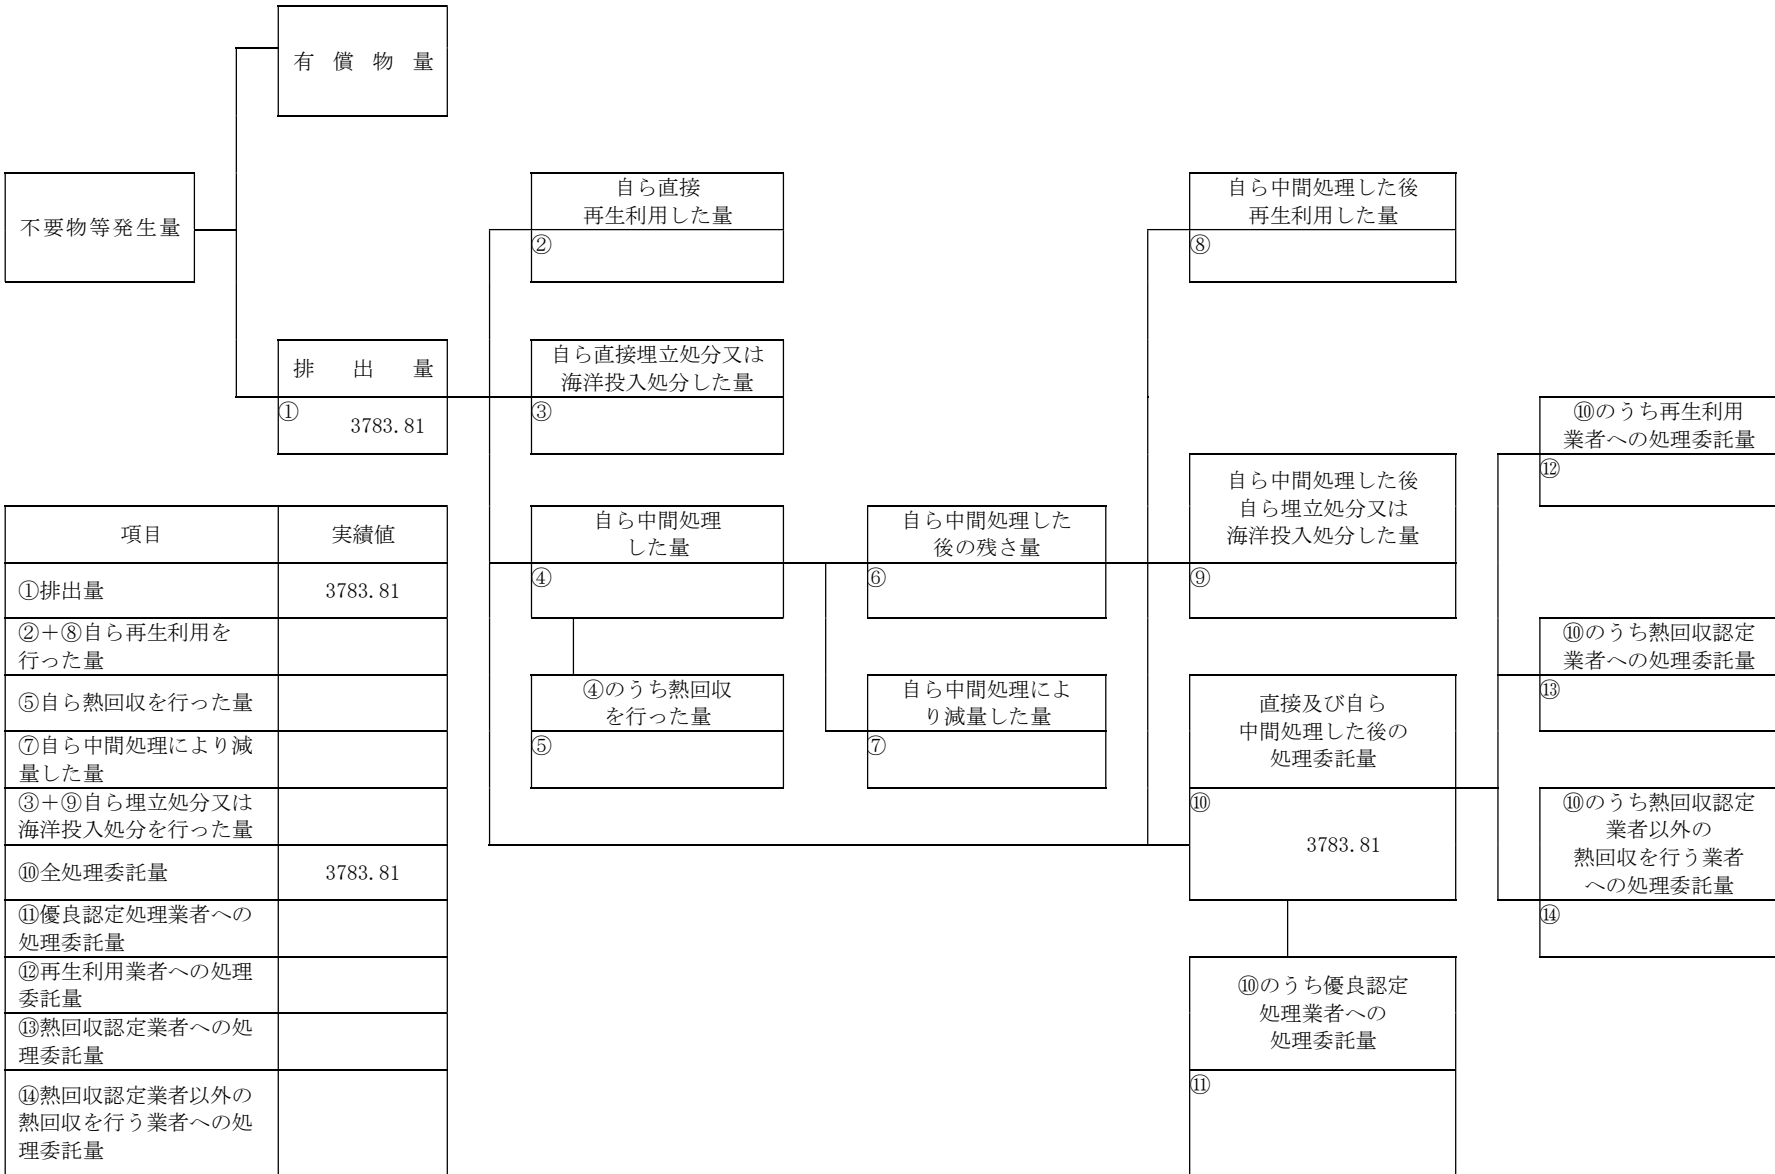 有 償 物 量
不要物等発生量
排 出 量
①
3783.81
自ら直接
再生利用した量
②
自ら直接埋立処分又は
海洋投入処分した量
③
自ら中間処理
した量
④
④のうち熱回収
を行った量
⑤
自ら中間処理した
後の残さ量
⑥
自ら中間処理によ
り減量した量
⑦
自ら中間処理した後
再生利用した量
⑧
自ら中間処理した後
自ら埋立処分又は
海洋投入処分した量
⑨
直接及び自ら
中間処理した後の
処理委託量
⑩
3783.81
⑩のうち優良認定
処理業者への
処理委託量
⑪
⑩のうち再生利用
業者への処理委託量
⑫
⑩のうち熱回収認定
業者への処理委託量
⑬
⑩のうち熱回収認定
業者以外の
熱回収を行う業者
への処理委託量
⑭
項目 実績値
①排出量 3783.81
②+⑧自ら再生利用を
行った量
⑤自ら熱回収を行った量
⑦自ら中間処理により減
量した量
③+⑨自ら埋立処分又は
海洋投入処分を行った量
⑩全処理委託量 3783.81
⑪優良認定処理業者への
処理委託量
⑫再生利用業者への処理
委託量
⑬熱回収認定業者への処
理委託量
⑭熱回収認定業者以外の
熱回収を行う業者への処
理委託量